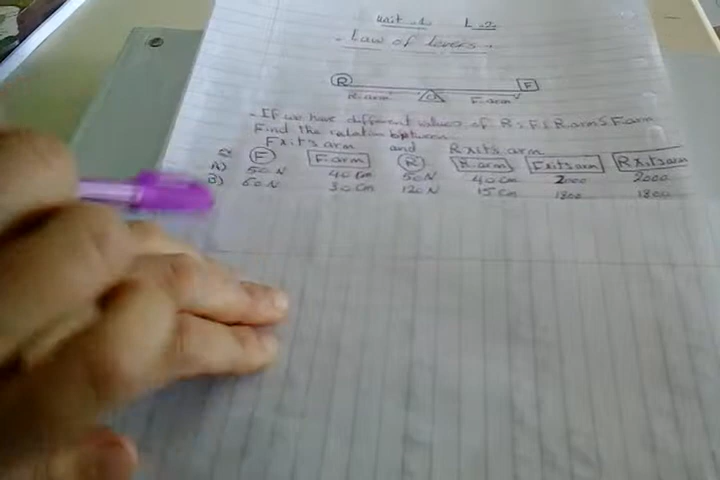 unit 1 L 2
Law of levers
R F
R.arm F.arm
- If we have different values of R & F & R.arm & F.arm
Find the relation between
F x its arm and R x its arm
F F.arm R R.arm F x its arm R x its arm
A) 50 N 40 cm 50 N 40 cm 2000 2000
B) 60 N 30 cm 120 N 15 cm 1800 1800